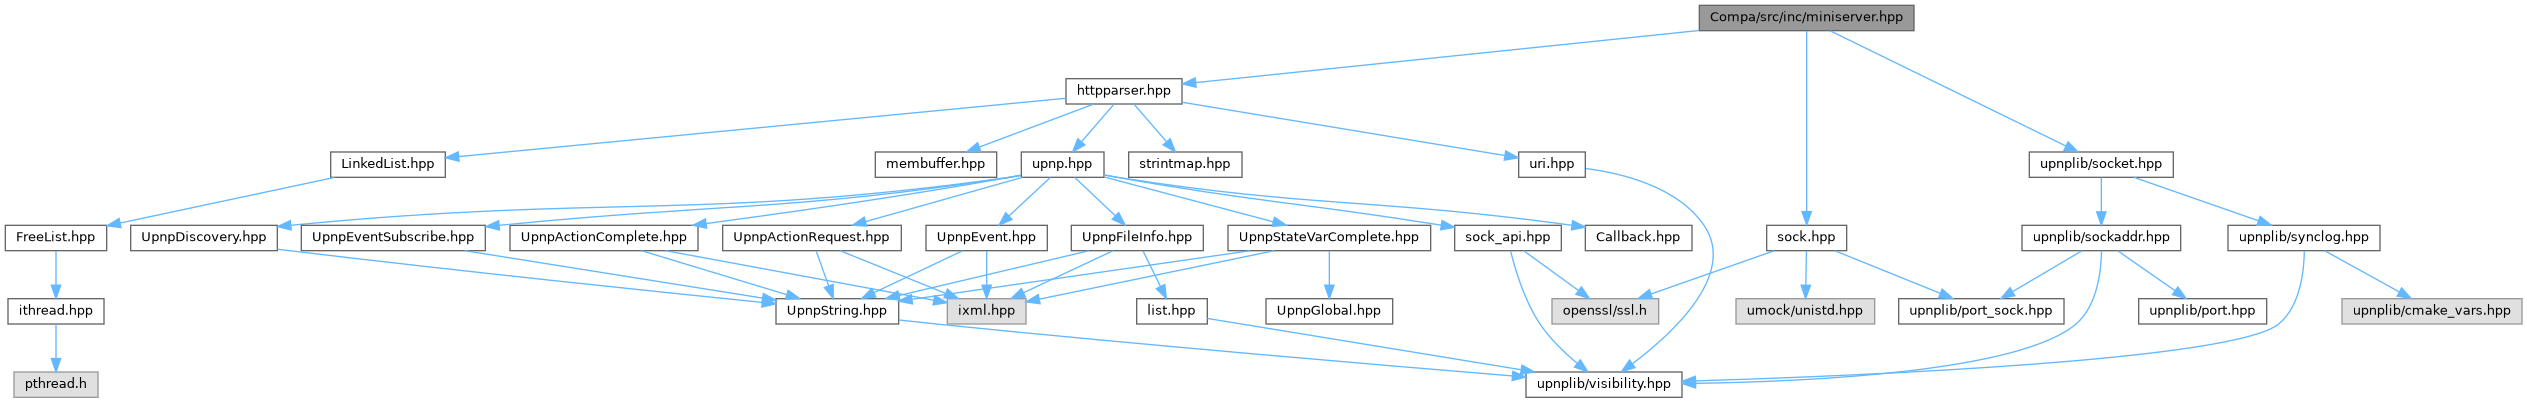 Compa/src/inc/miniserver.hpp
httpparser.hpp
LinkedList.hpp
membuffer.hpp
upnp.hpp
strintmap.hpp
uri.hpp
upnplib/socket.hpp
FreeList.hpp
UpnpDiscovery.hpp
UpnpEventSubscribe.hpp
UpnpActionComplete.hpp
UpnpActionRequest.hpp
UpnpEvent.hpp
UpnpFileInfo.hpp
UpnpStateVarComplete.hpp
sock_api.hpp
Callback.hpp
sock.hpp
upnplib/sockaddr.hpp
upnplib/synclog.hpp
ithread.hpp
UpnpString.hpp
ixml.hpp
list.hpp
UpnpGlobal.hpp
openssl/ssl.h
umock/unistd.hpp
upnplib/port_sock.hpp
upnplib/port.hpp
upnplib/cmake_vars.hpp
pthread.h
upnplib/visibility.hpp